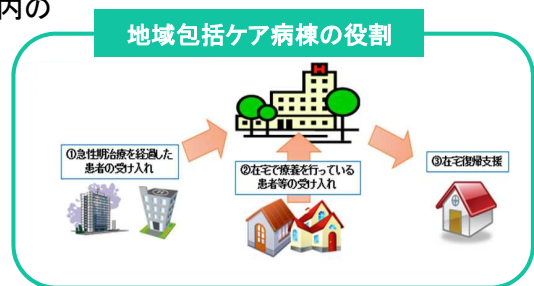 内の
地域包括ケア病棟の役割
H
①急性期治療を経過した
患者の受け入れ
②在宅で療養を行っている
患者等の受け入れ
③在宅復帰支援